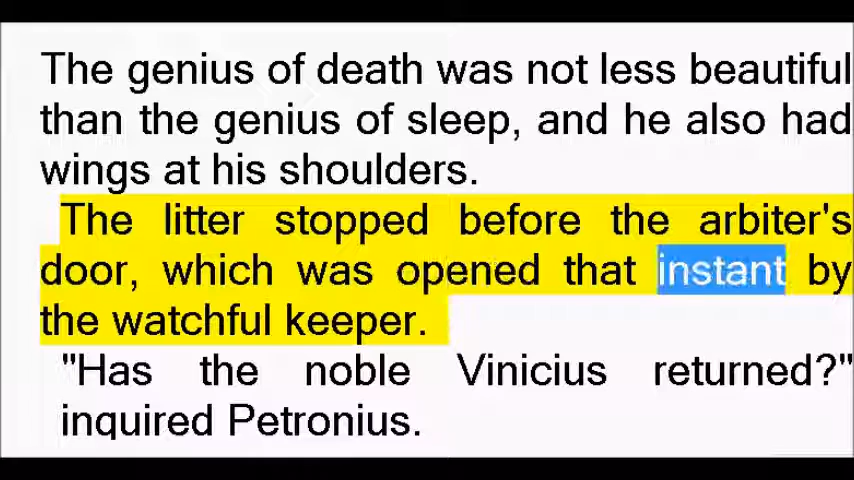 The genius of death was not less beautiful
than the genius of sleep, and he also had
wings at his shoulders.
The litter stopped before the arbiter's
door, which was opened that instant by
the watchful keeper.
"Has the noble Vinicius returned?"
inquired Petronius.